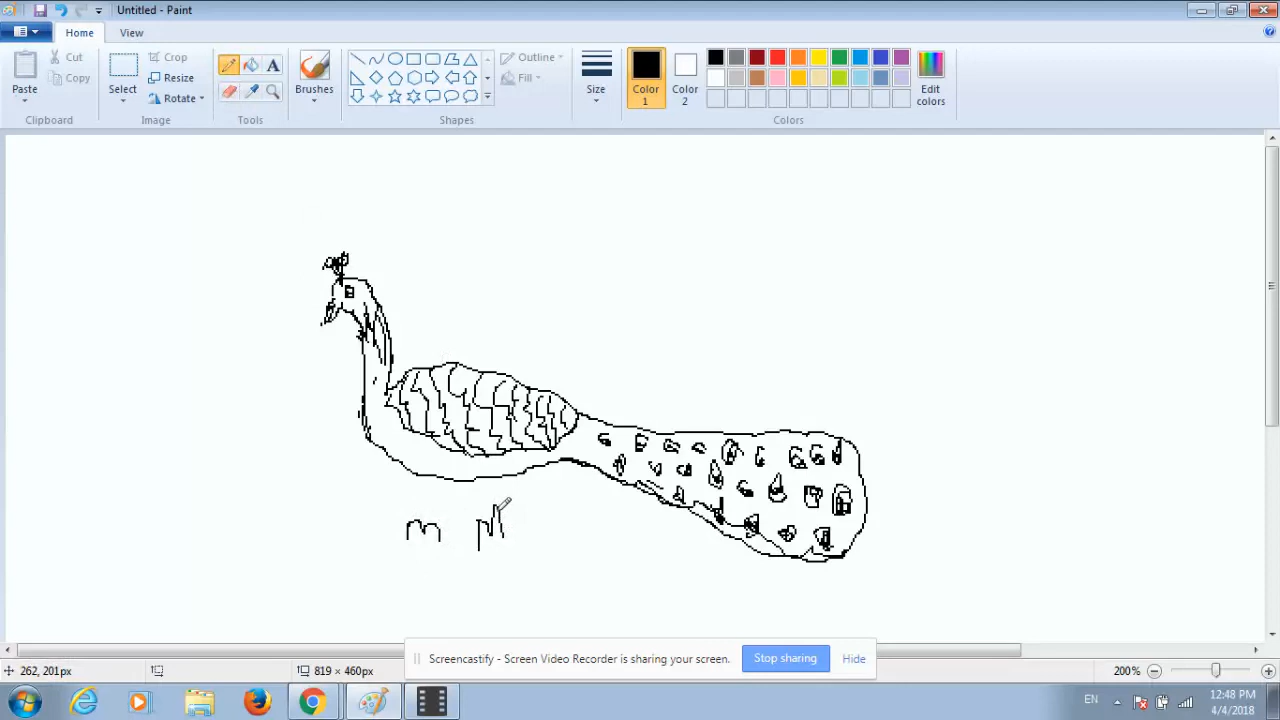 Untitled - Paint
Home View
Paste
Cut
Copy
Clipboard
Select
Crop
Resize
Rotate
Image
Tools
Brushes
Shapes
Outline
Fill
Size
Color 1
Color 2
Colors
Edit colors
m
262, 201px
819 × 460px
200%
Screencastify - Screen Video Recorder is sharing your screen.
Stop sharing
Hide
EN
12:48 PM
4/4/2018